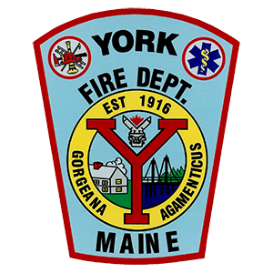 YORK
FIRE DEPT.
EST 1916
GORGEANA
Y
AGAMENTICUS
MAINE